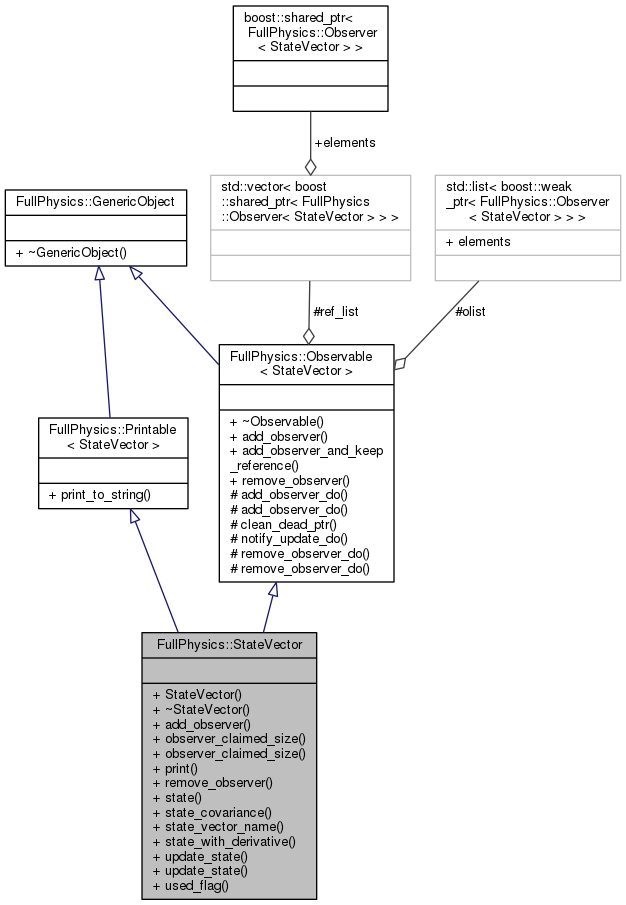 boost::shared_ptr<
FullPhysics::Observer
< StateVector > >
+elements
std::vector< boost
::shared_ptr< FullPhysics
::Observer< StateVector > > >
std::list< boost::weak
_ptr< FullPhysics::Observer
< StateVector > > >
+ elements
FullPhysics::GenericObject
+ ~GenericObject()
#ref_list
#olist
FullPhysics::Observable
< StateVector >
+ ~Observable()
+ add_observer()
+ add_observer_and_keep
_reference()
+ remove_observer()
# add_observer_do()
# add_observer_do()
# clean_dead_ptr()
# notify_update_do()
# remove_observer_do()
# remove_observer_do()
FullPhysics::Printable
< StateVector >
+ print_to_string()
FullPhysics::StateVector
+ StateVector()
+ ~StateVector()
+ add_observer()
+ observer_claimed_size()
+ observer_claimed_size()
+ print()
+ remove_observer()
+ state()
+ state_covariance()
+ state_vector_name()
+ state_with_derivative()
+ update_state()
+ update_state()
+ used_flag()